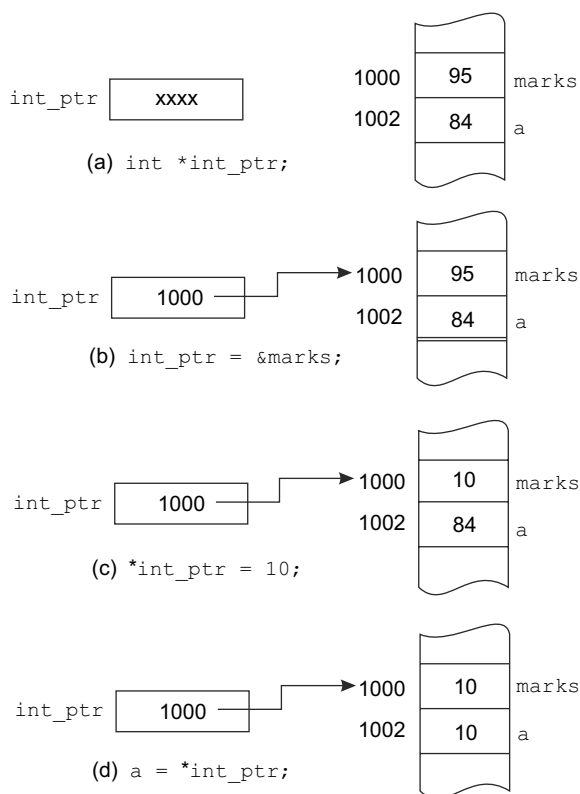 1000 95 marks
int_ptr xxxx
1002 84 a
(a) int *int_ptr;
1000 95 marks
int_ptr 1000
1002 84 a
(b) int_ptr = &marks;
1000 10 marks
int_ptr 1000
1002 84 a
(c) *int_ptr = 10;
1000 10 marks
int_ptr 1000
1002 10 a
(d) a = *int_ptr;